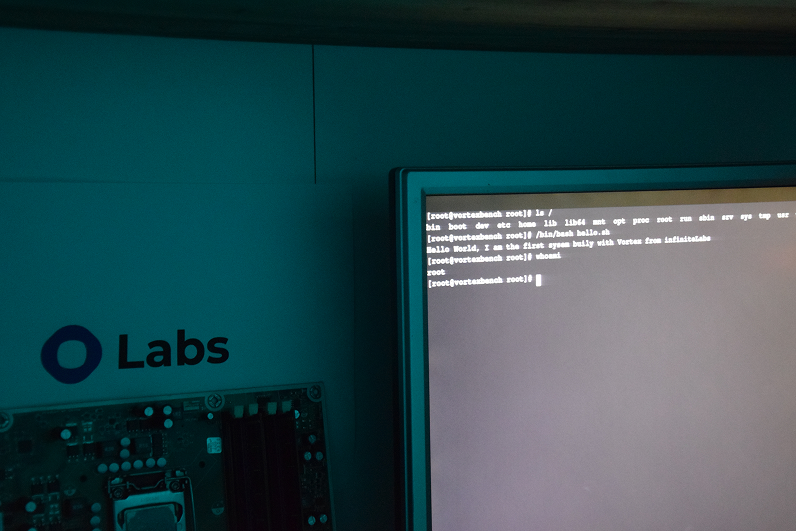 [root@vortexbench root]# ls /
bin boot dev etc home lib lib64 mnt opt proc root run sbin srv sys tmp usr
[root@vortexbench root]# /bin/bash hello.sh
Hello World, I am the first sysem buily with Vortex from infiniteLabs
[root@vortexbench root]# whoami
root
[root@vortexbench root]#
Labs